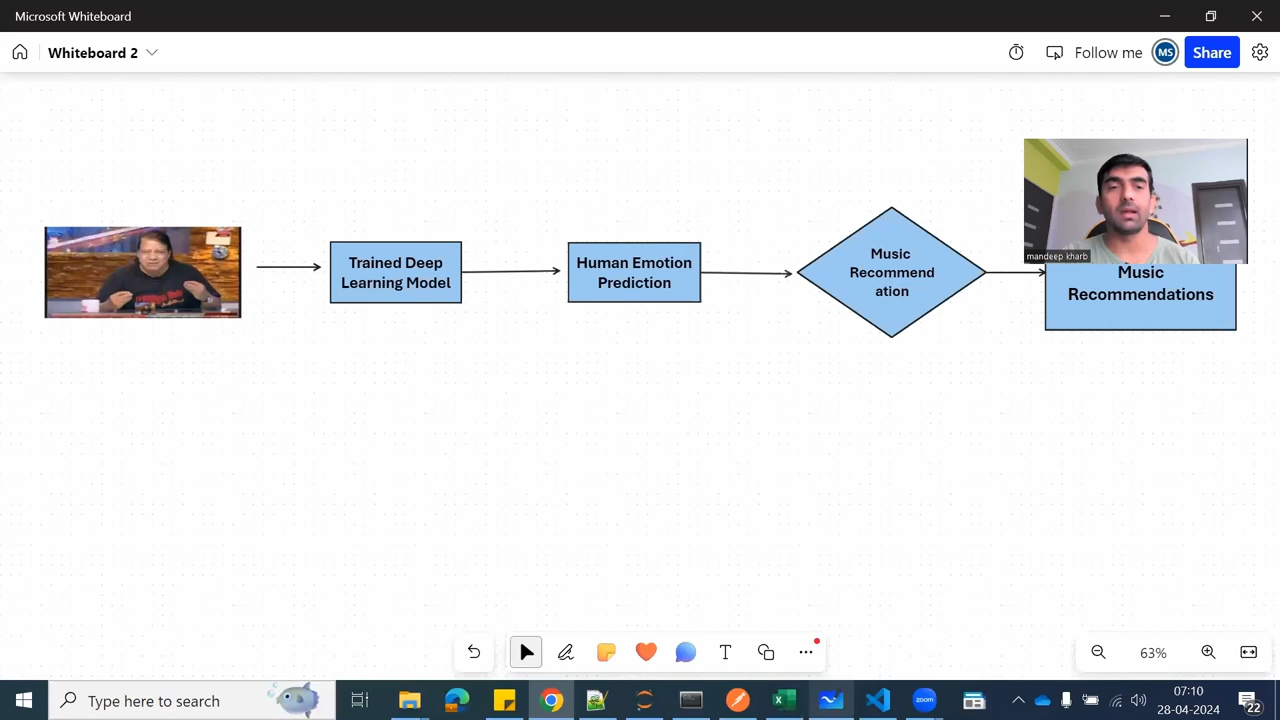 Microsoft Whiteboard
Whiteboard 2
Follow me
MS
Share
Trained Deep
Learning Model
Human Emotion
Prediction
Music
Recommend
ation
mandeep kharb
Music
Recommendations
63%
Type here to search
07:10
28-04-2024
22
zoom